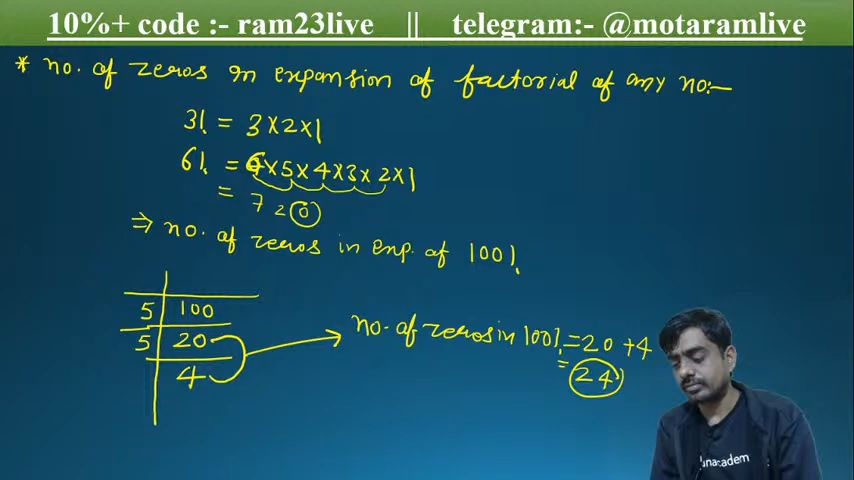 10%+ code :- ram23live || telegram:- @motaramlive
* no. of zeros in expansion of factorial of any no:-
3! = 3×2×1
6! = 6×5×4×3×2×1
= 720
⇒ no. of zeros in exp. of 100!
5 | 100
5 | 20
4
no. of zeros in 100! = 20 + 4
= 24
unacadem